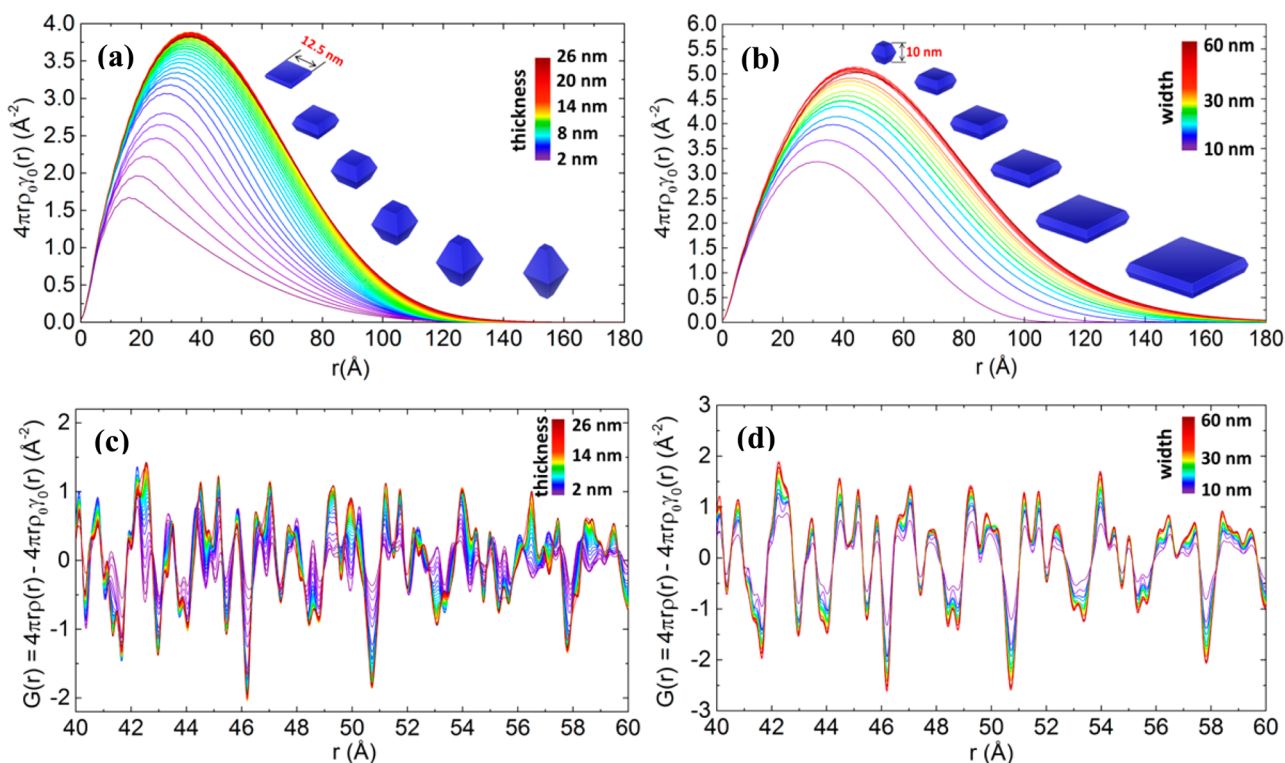 (a)
12.5 nm
thickness
26 nm
20 nm
14 nm
8 nm
2 nm
4πrρ₀γ₀(r) (Å⁻²)
4.0
3.5
3.0
2.5
2.0
1.5
1.0
0.5
0.0
0 20 40 60 80 100 120 140 160 180
r(Å)
(b)
10 nm
width
60 nm
30 nm
10 nm
4πrρ₀γ₀(r) (Å⁻²)
6.0
5.5
5.0
4.5
4.0
3.5
3.0
2.5
2.0
1.5
1.0
0.5
0.0
0 20 40 60 80 100 120 140 160 180
r (Å)
(c)
thickness
26 nm
14 nm
2 nm
G(r) = 4πrρ(r) - 4πrρ₀γ₀(r) (Å⁻²)
2
1
0
-1
-2
40 42 44 46 48 50 52 54 56 58 60
r (Å)
(d)
width
60 nm
30 nm
10 nm
G(r) = 4πrρ(r) - 4πrρ₀γ₀(r) (Å⁻²)
3
2
1
0
-1
-2
-3
40 42 44 46 48 50 52 54 56 58 60
r (Å)